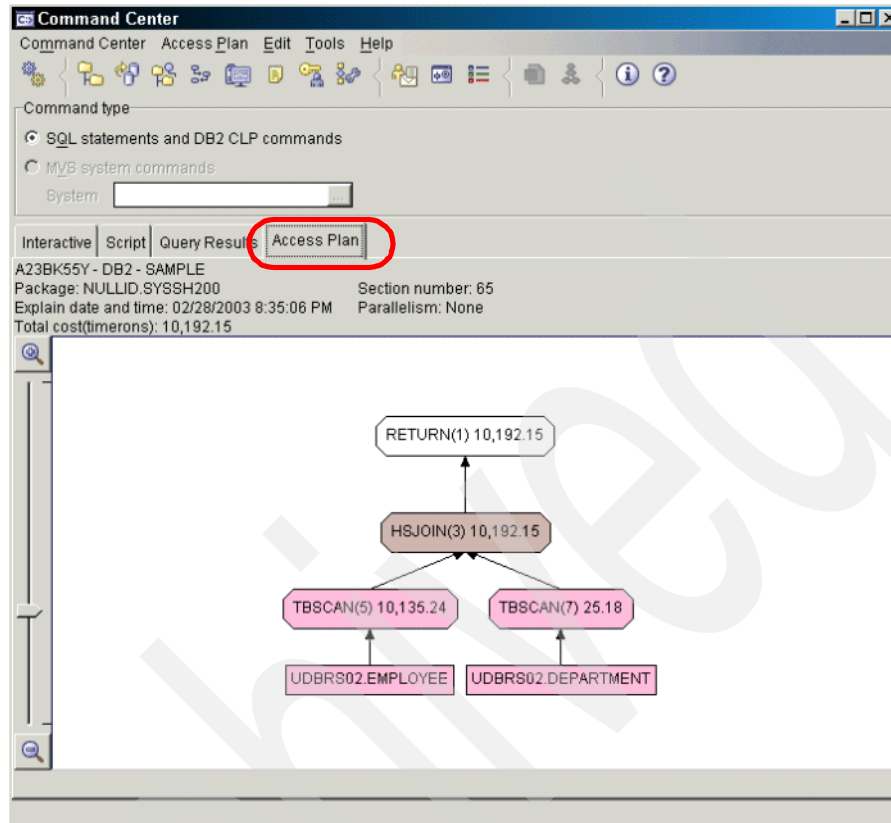 Command Center
Command Center Access Plan Edit Tools Help
Command type
SQL statements and DB2 CLP commands
MVS system commands
System ...
Interactive Script Query Results Access Plan
A23BK55Y - DB2 - SAMPLE
Package: NULLID.SYSSH200 Section number: 65
Explain date and time: 02/28/2003 8:35:06 PM Parallelism: None
Total cost(timerons): 10,192.15
RETURN(1) 10,192.15
HSJOIN(3) 10,192.15
TBSCAN(5) 10,135.24 TBSCAN(7) 25.18
UDBRS02.EMPLOYEE UDBRS02.DEPARTMENT